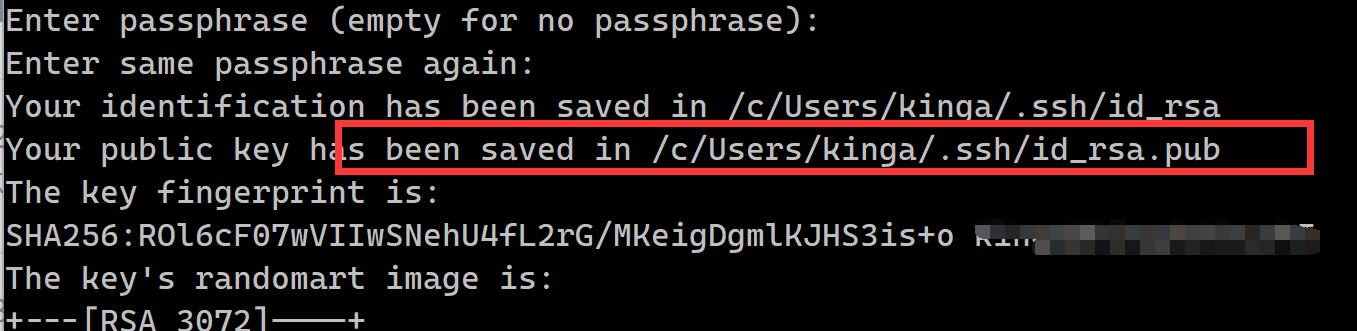 Enter passphrase (empty for no passphrase):
Enter same passphrase again:
Your identification has been saved in /c/Users/kinga/.ssh/id_rsa
Your public key has been saved in /c/Users/kinga/.ssh/id_rsa.pub
The key fingerprint is:
SHA256:ROl6cF07wVIIwSNehU4fL2rG/MKeigDgmlKJHS3is+o
The key's randomart image is:
+---[RSA 3072]----+